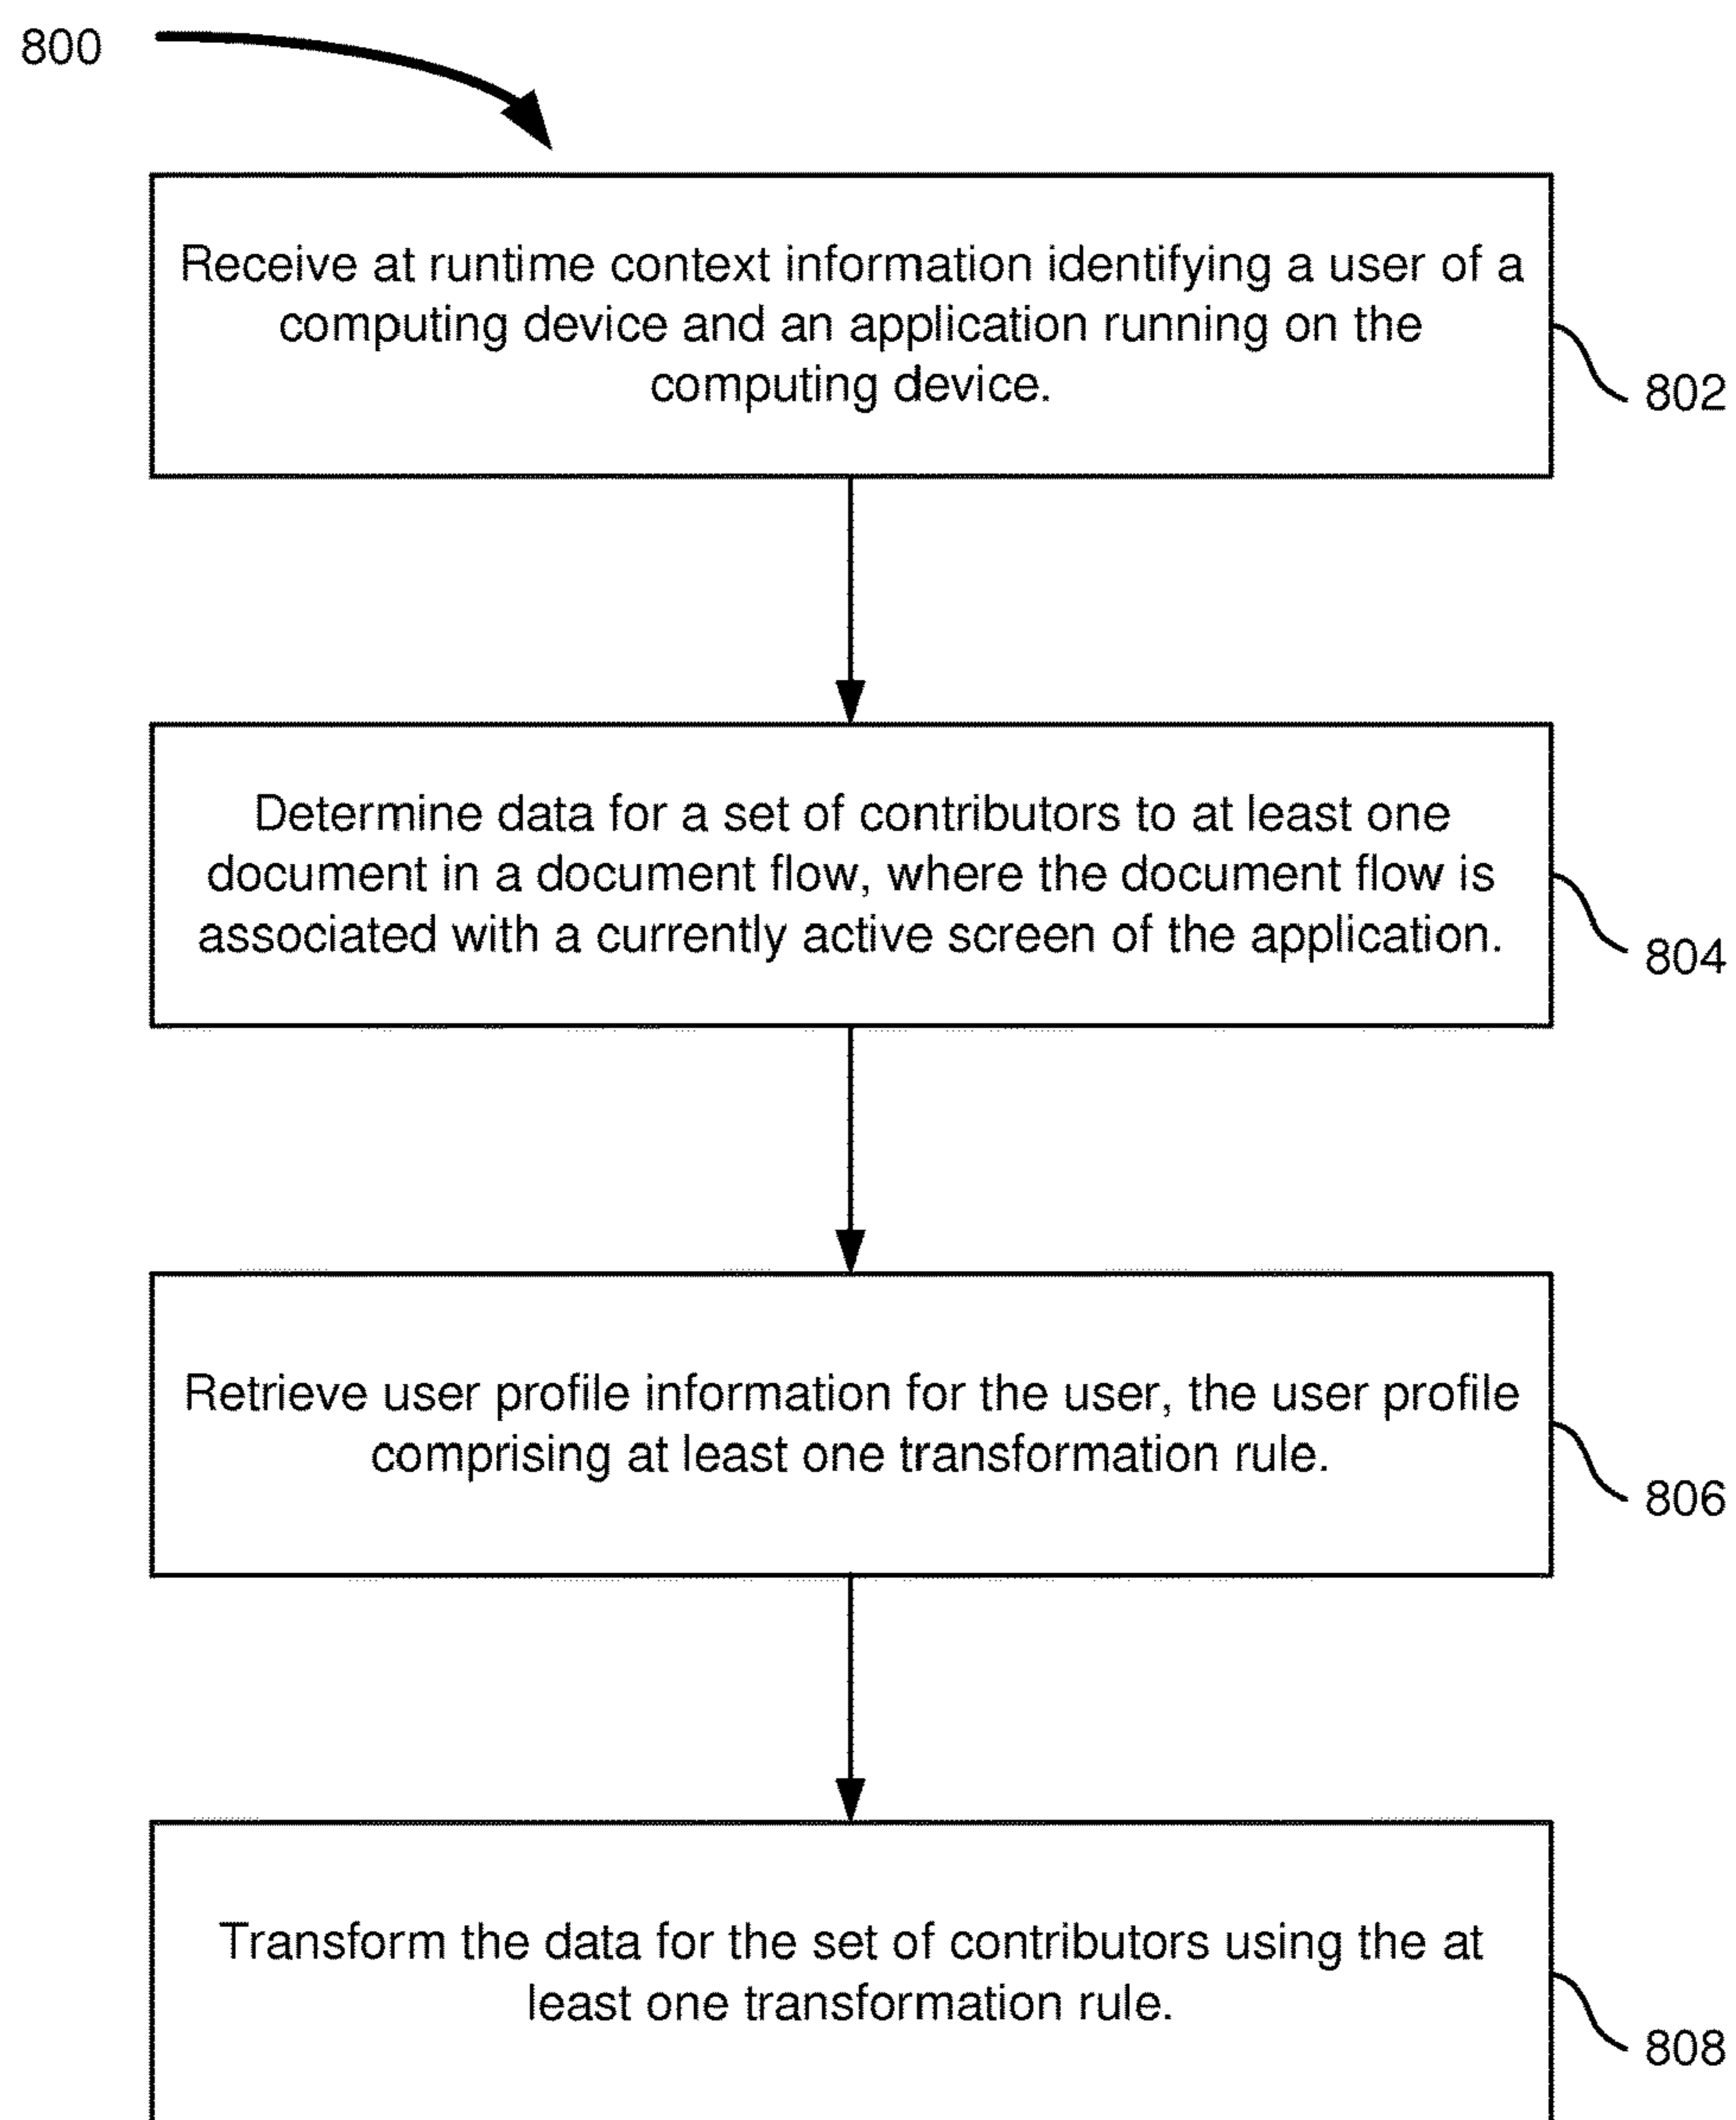 800
Receive at runtime context information identifying a user of a
computing device and an application running on the
computing device.
802
Determine data for a set of contributors to at least one
document in a document flow, where the document flow is
associated with a currently active screen of the application.
804
Retrieve user profile information for the user, the user profile
comprising at least one transformation rule.
806
Transform the data for the set of contributors using the at
least one transformation rule.
808